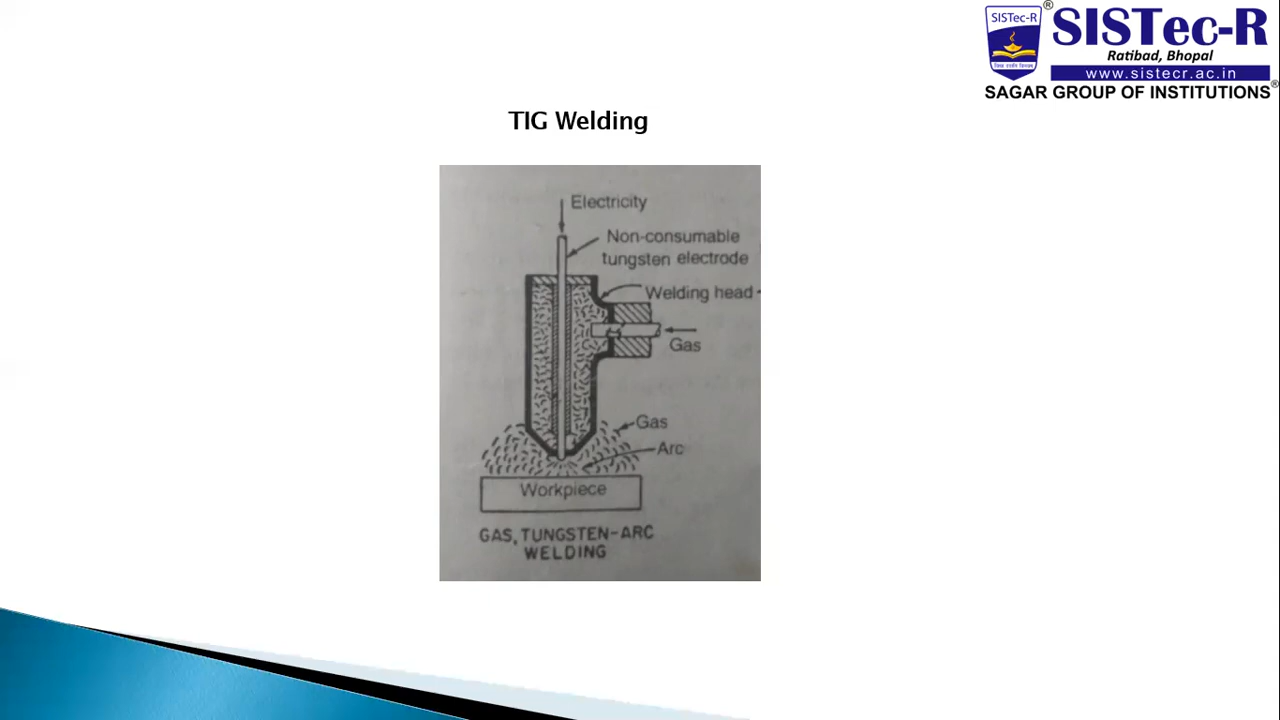 SISTec-R
®
SISTec-R
Ratibad, Bhopal
www.sistecr.ac.in
SAGAR GROUP OF INSTITUTIONS®
TIG Welding
Electricity
Non-consumable
tungsten electrode
Welding head
Gas
Gas
Arc
Workpiece
GAS, TUNGSTEN-ARC
WELDING